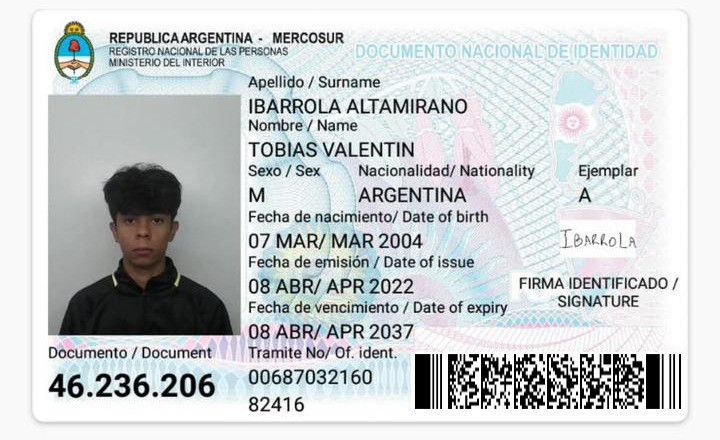 REPUBLICA ARGENTINA - MERCOSUR
REGISTRO NACIONAL DE LAS PERSONAS
MINISTERIO DEL INTERIOR
DOCUMENTO NACIONAL DE IDENTIDAD
Apellido / Surname
IBARROLA ALTAMIRANO
Nombre / Name
TOBIAS VALENTIN
Sexo / Sex Nacionalidad/ Nationality Ejemplar
M ARGENTINA A
Fecha de nacimiento/ Date of birth
07 MAR/ MAR 2004
IBARROLA
Fecha de emisión / Date of issue
08 ABR/ APR 2022
FIRMA IDENTIFICADO /
SIGNATURE
Fecha de vencimiento / Date of expiry
08 ABR/ APR 2037
Documento / Document
46.236.206
Tramite No/ Of. ident.
00687032160
82416